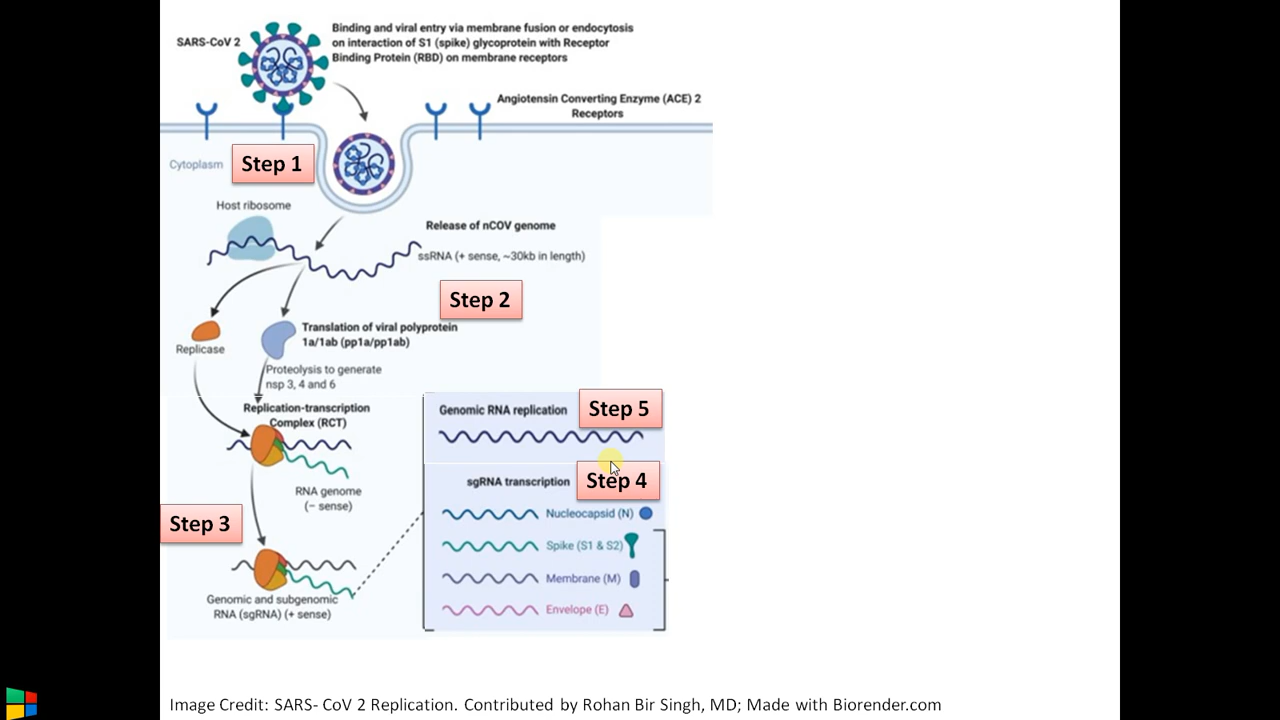 SARS-CoV 2
Binding and viral entry via membrane fusion or endocytosis
on interaction of S1 (spike) glycoprotein with Receptor
Binding Protein (RBD) on membrane receptors
Angiotensin Converting Enzyme (ACE) 2
Receptors
Cytoplasm
Step 1
Host ribosome
Release of nCOV genome
ssRNA (+ sense, ~30kb in length)
Step 2
Replicase
Translation of viral polyprotein
1a/1ab (pp1a/pp1ab)
Proteolysis to generate
nsp 3, 4 and 6
Replication-transcription
Complex (RCT)
RNA genome
(− sense)
Step 3
Genomic and subgenomic
RNA (sgRNA) (+ sense)
Genomic RNA replication
Step 5
sgRNA transcription
Step 4
Nucleocapsid (N)
Spike (S1 & S2)
Membrane (M)
Envelope (E)
Image Credit: SARS- CoV 2 Replication. Contributed by Rohan Bir Singh, MD; Made with Biorender.com